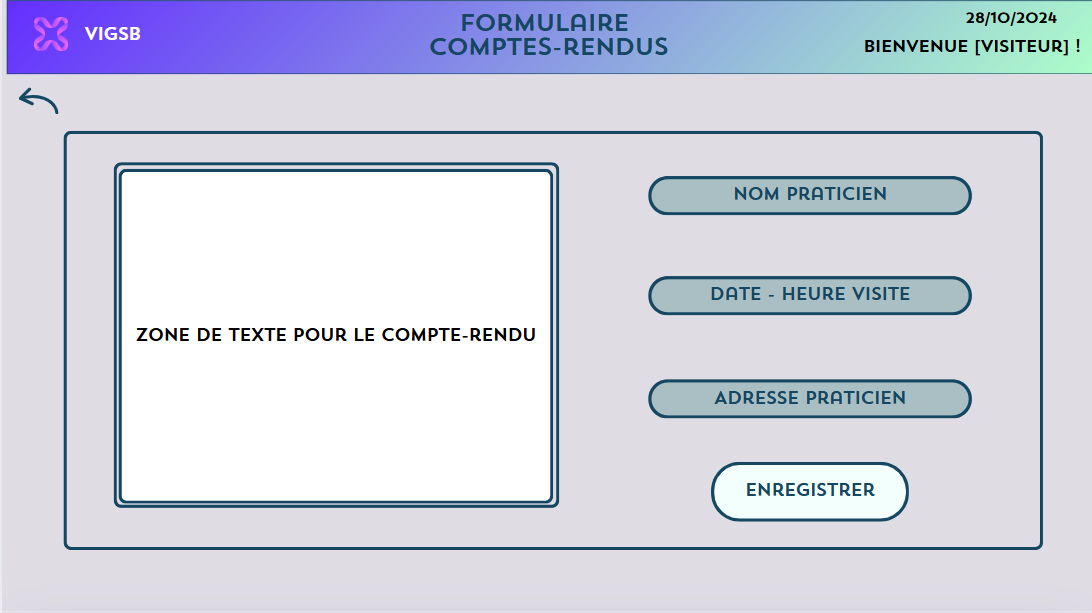 VIGSB
FORMULAIRE
COMPTES-RENDUS
28/10/2024
BIENVENUE [VISITEUR] !
ZONE DE TEXTE POUR LE COMPTE-RENDU
NOM PRATICIEN
DATE - HEURE VISITE
ADRESSE PRATICIEN
ENREGISTRER